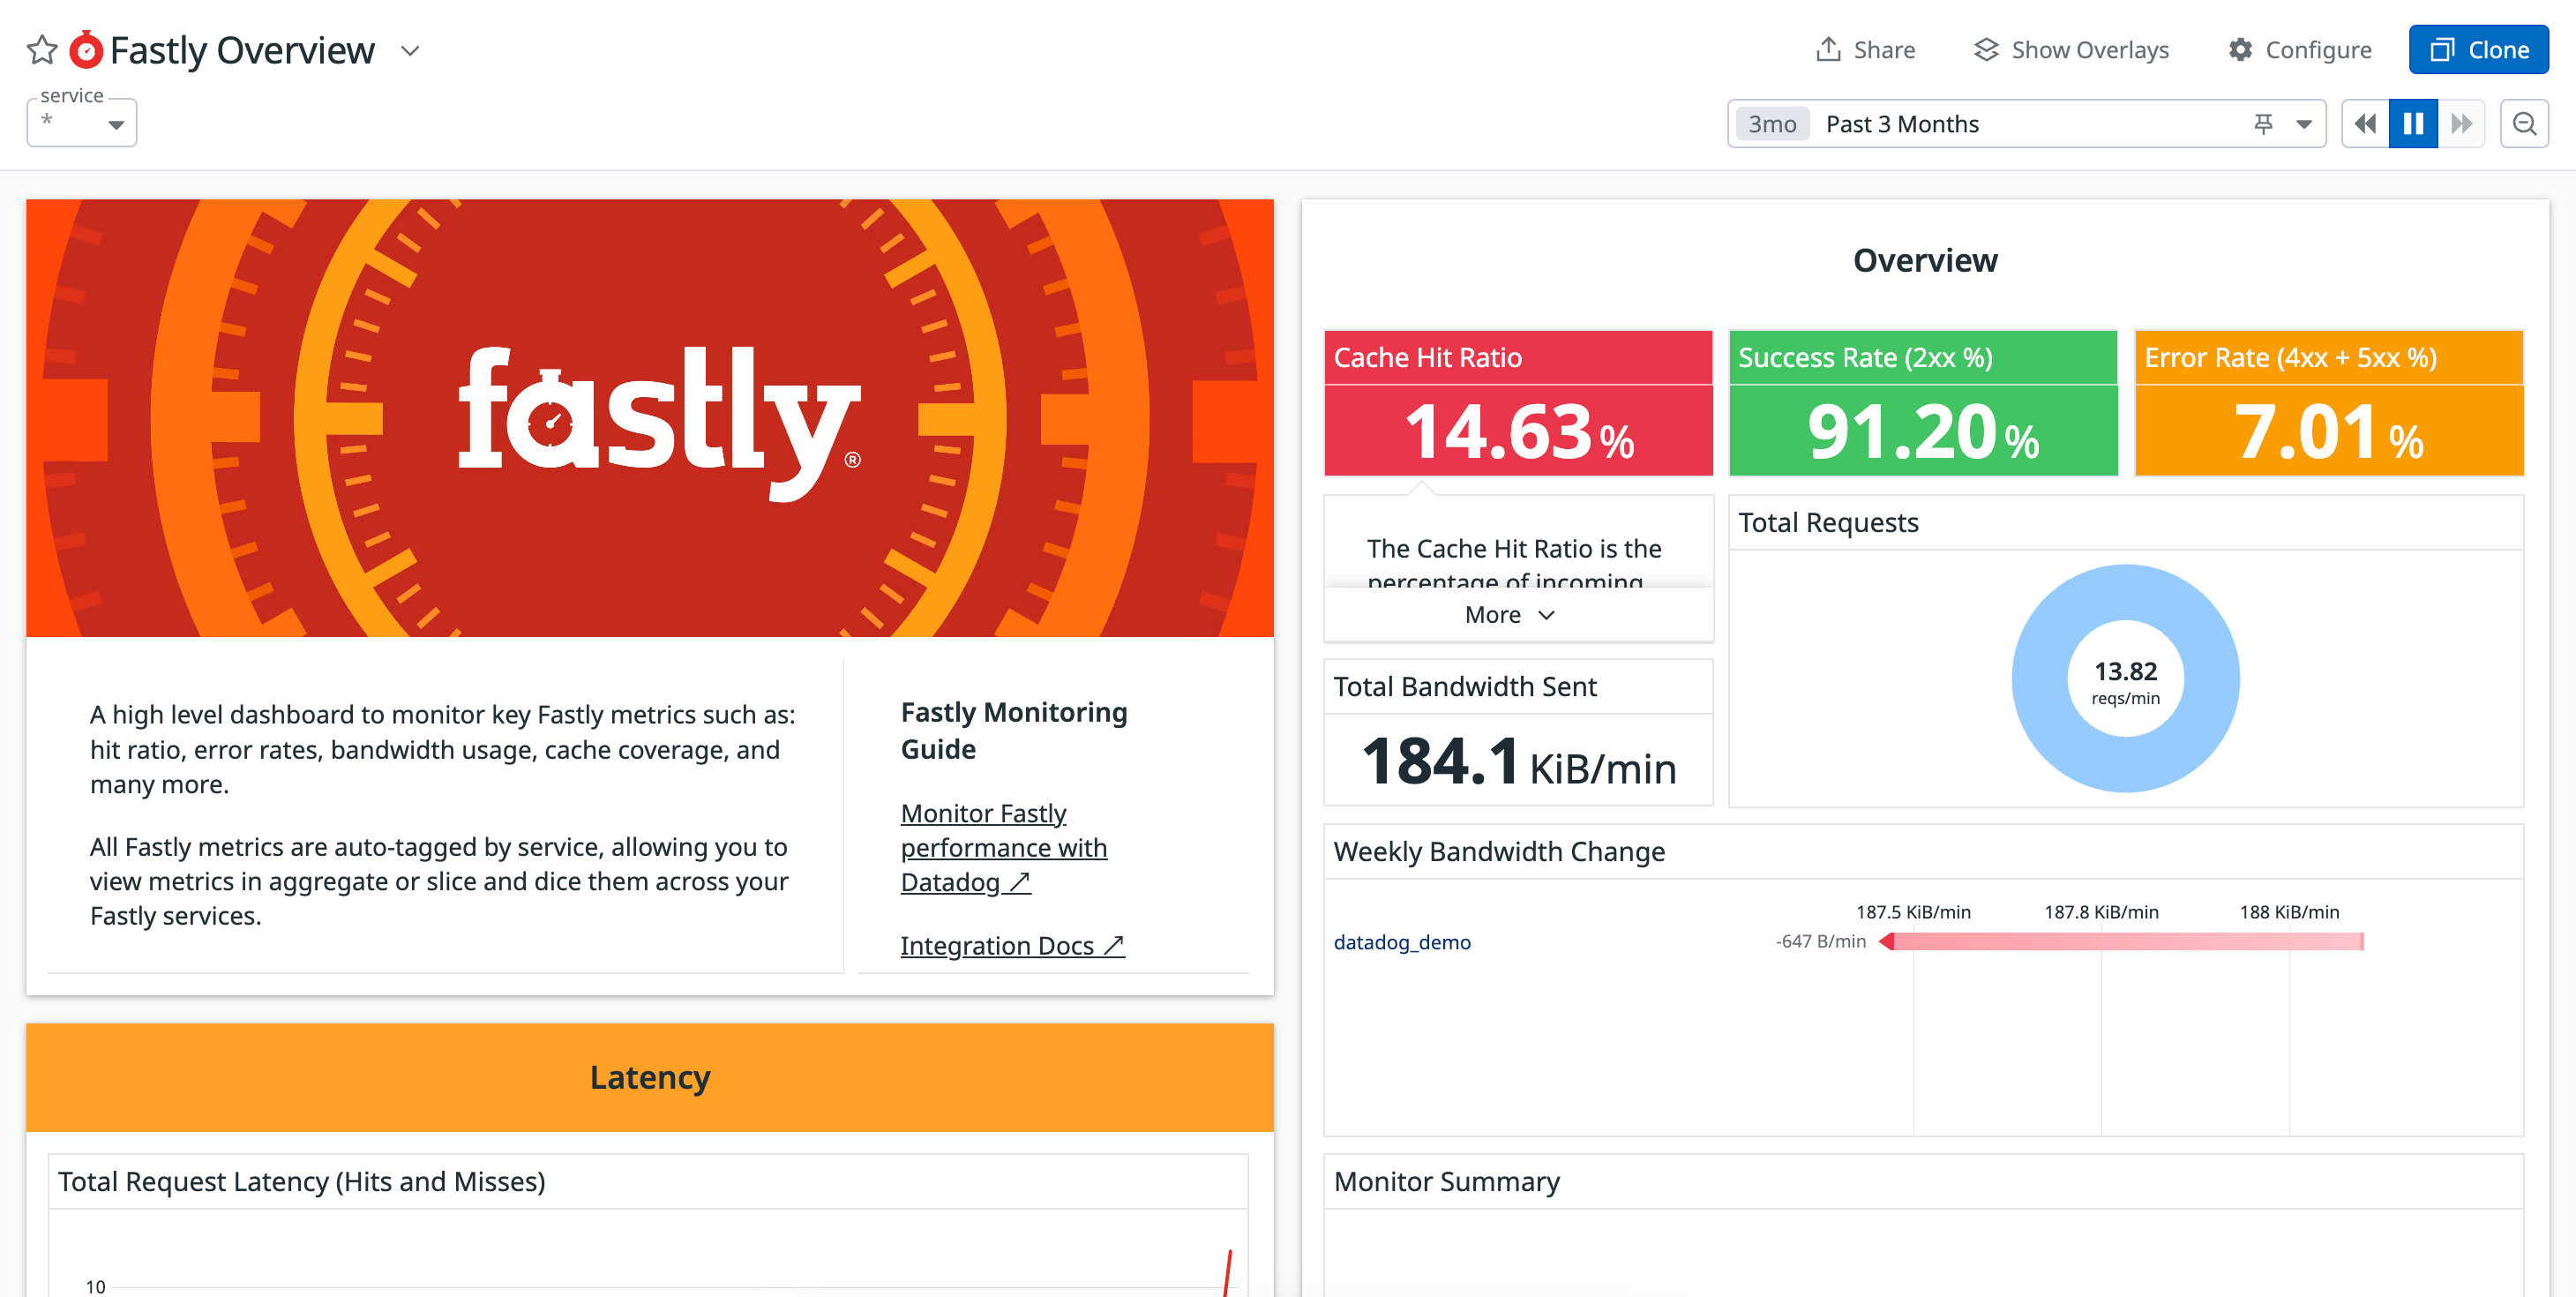 Fastly Overview
Share
Show Overlays
Configure
Clone
service
*
3mo Past 3 Months
fastly®
A high level dashboard to monitor key Fastly metrics such as:
hit ratio, error rates, bandwidth usage, cache coverage, and
many more.
All Fastly metrics are auto-tagged by service, allowing you to
view metrics in aggregate or slice and dice them across your
Fastly services.
Fastly Monitoring
Guide
Monitor Fastly
performance with
Datadog ↗
Integration Docs ↗
Latency
Total Request Latency (Hits and Misses)
10
Overview
Cache Hit Ratio
14.63%
Success Rate (2xx %)
91.20%
Error Rate (4xx + 5xx %)
7.01%
The Cache Hit Ratio is the
percentage of incoming
More
Total Requests
13.82
reqs/min
Total Bandwidth Sent
184.1 KiB/min
Weekly Bandwidth Change
187.5 KiB/min 187.8 KiB/min 188 KiB/min
datadog_demo -647 B/min
Monitor Summary